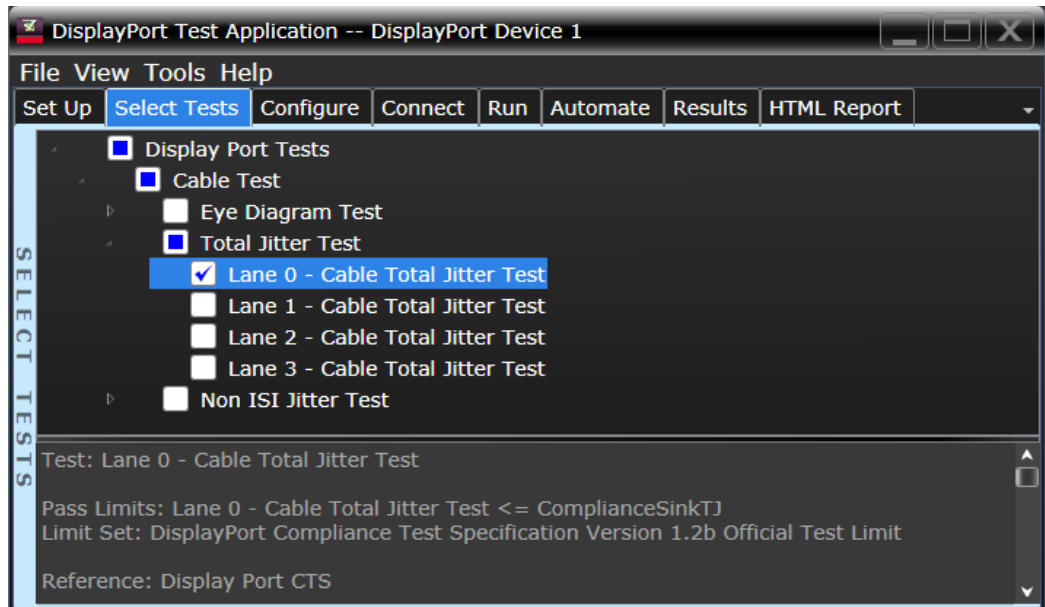 DisplayPort Test Application -- DisplayPort Device 1
File View Tools Help
Set Up Select Tests Configure Connect Run Automate Results HTML Report
SELECT TESTS
Display Port Tests
Cable Test
Eye Diagram Test
Total Jitter Test
Lane 0 - Cable Total Jitter Test
Lane 1 - Cable Total Jitter Test
Lane 2 - Cable Total Jitter Test
Lane 3 - Cable Total Jitter Test
Non ISI Jitter Test
Test: Lane 0 - Cable Total Jitter Test
Pass Limits: Lane 0 - Cable Total Jitter Test <= ComplianceSinkTJ
Limit Set: DisplayPort Compliance Test Specification Version 1.2b Official Test Limit
Reference: Display Port CTS